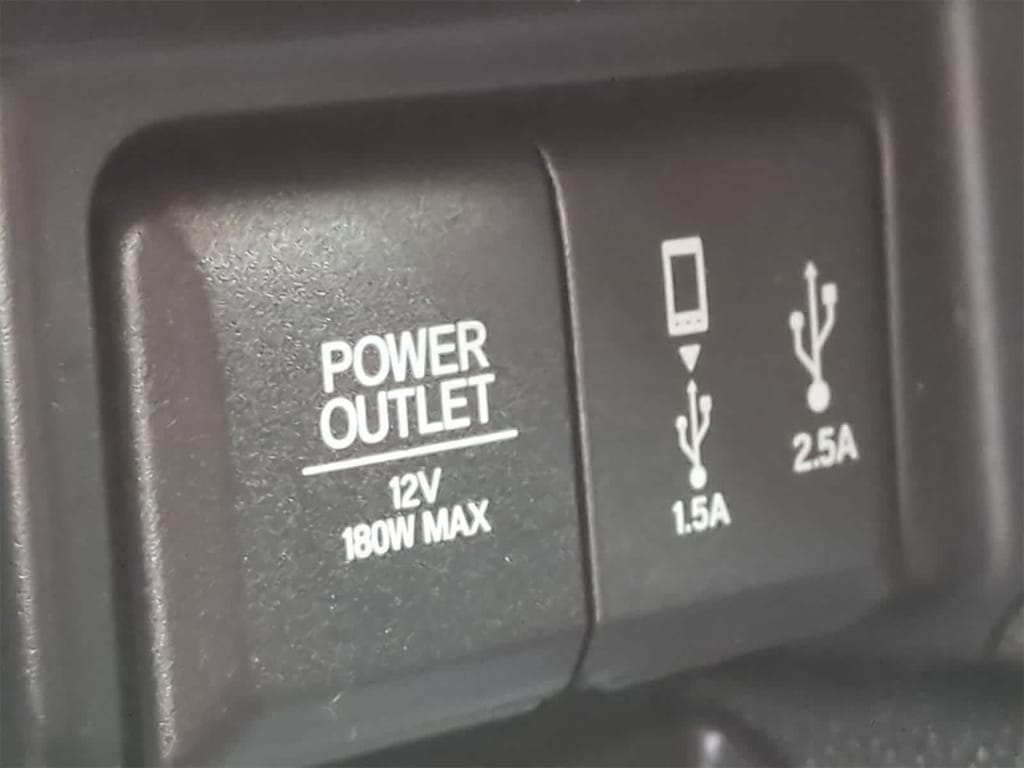 POWER
OUTLET
12V
180W MAX
1.5A
2.5A